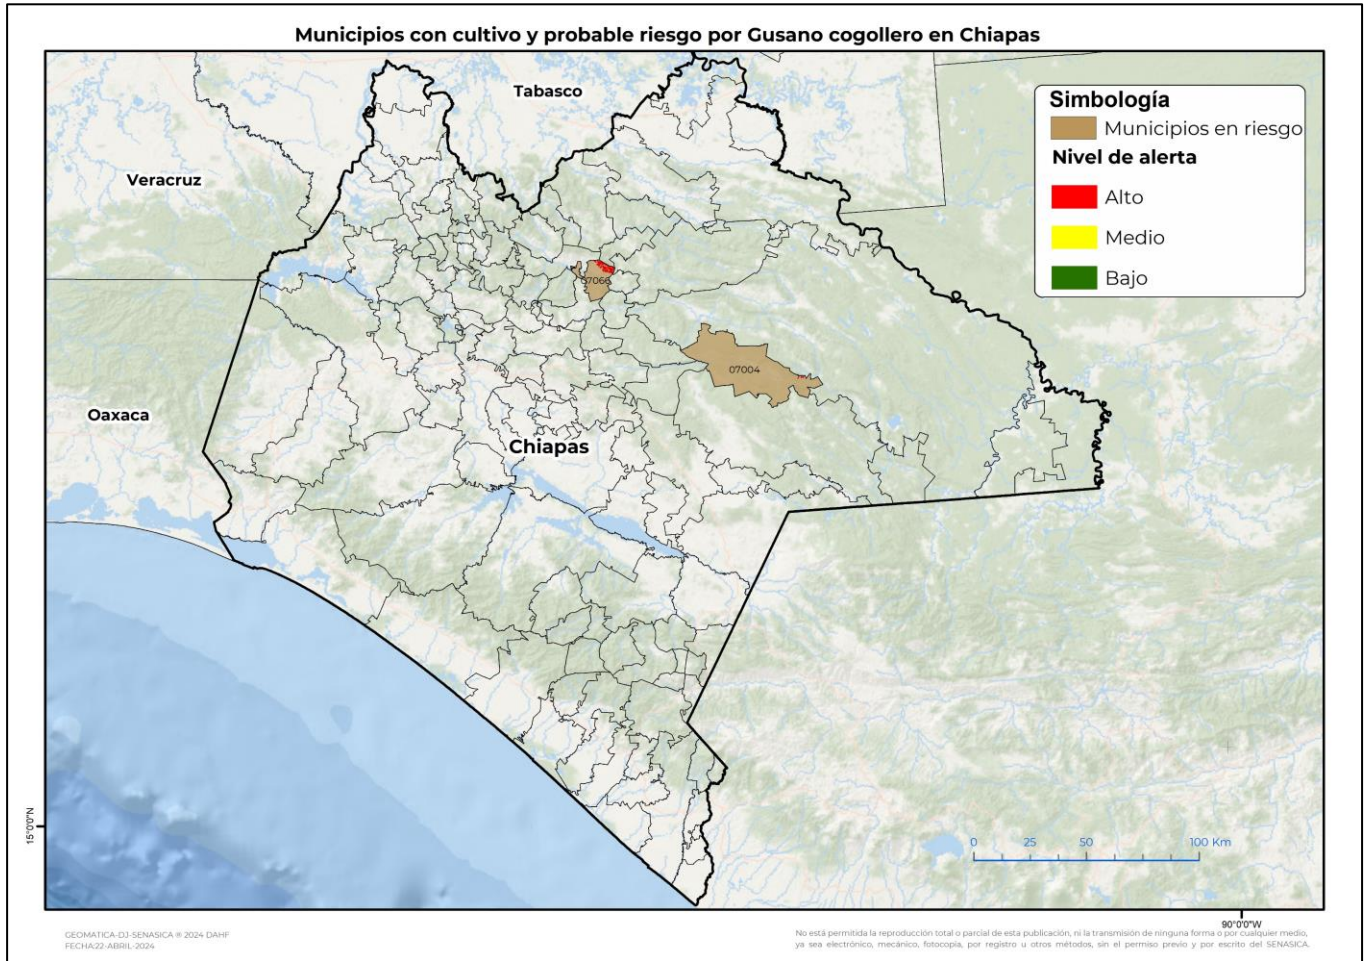 Municipios con cultivo y probable riesgo por Gusano cogollero en Chiapas
Tabasco
Veracruz
Oaxaca
Chiapas
07066
07004
Simbología
Municipios en riesgo
Nivel de alerta
Alto
Medio
Bajo
15°0'0"N
0 25 50 100 Km
90°0'0"W
GEOMATICA-DJ-SENASICA ® 2024 DAHF
FECHA:22-ABRIL-2024
No está permitida la reproducción total o parcial de esta publicación, ni la transmisión de ninguna forma o por cualquier medio,
ya sea electrónico, mecánico, fotocopia, por registro u otros métodos, sin el permiso previo y por escrito del SENASICA.